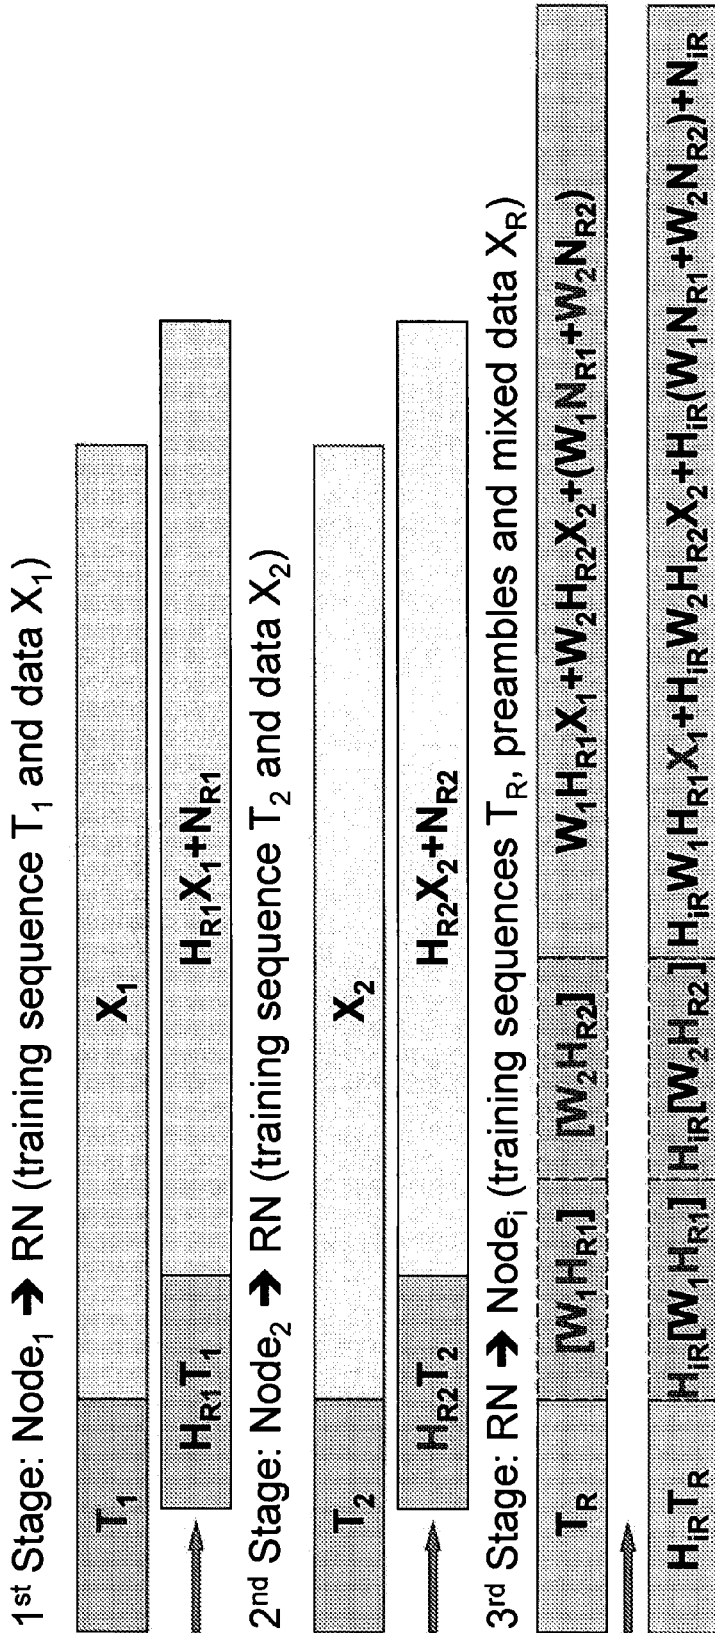 1st Stage: Node1 ➔ RN (training sequence T1 and data X1)
T1 X1
HR1T1 HR1X1+NR1
2nd Stage: Node2 ➔ RN (training sequence T2 and data X2)
T2 X2
HR2T2 HR2X2+NR2
3rd Stage: RN ➔ Nodei (training sequences TR, preambles and mixed data XR)
TR [W1HR1] [W2HR2] W1HR1X1+W2HR2X2+(W1NR1+W2NR2)
HiRTR HiR[W1HR1] HiR[W2HR2] HiRW1HR1X1+HiRW2HR2X2+HiR(W1NR1+W2NR2)+NiR